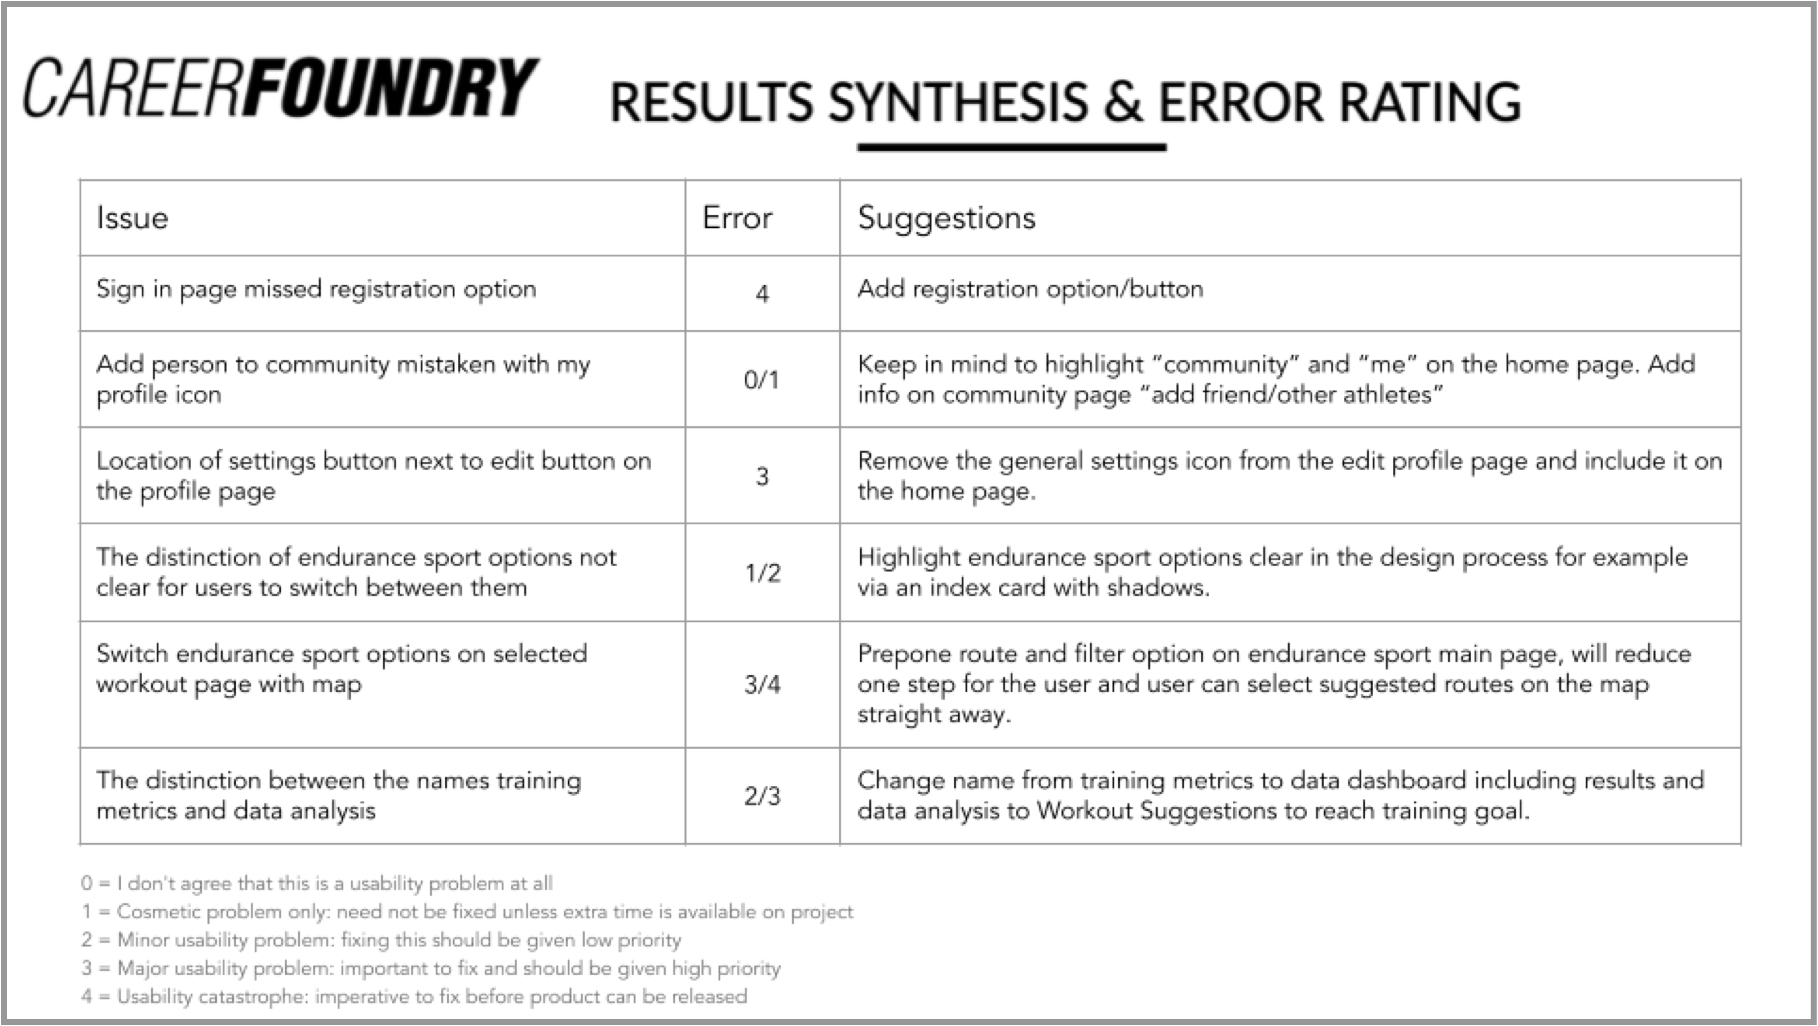 CAREERFOUNDRY
RESULTS SYNTHESIS & ERROR RATING
Issue
Error
Suggestions
Sign in page missed registration option
4
Add registration option/button
Add person to community mistaken with my
profile icon
0/1
Keep in mind to highlight “community” and “me” on the home page. Add
info on community page “add friend/other athletes”
Location of settings button next to edit button on
the profile page
3
Remove the general settings icon from the edit profile page and include it on
the home page.
The distinction of endurance sport options not
clear for users to switch between them
1/2
Highlight endurance sport options clear in the design process for example
via an index card with shadows.
Switch endurance sport options on selected
workout page with map
3/4
Prepone route and filter option on endurance sport main page, will reduce
one step for the user and user can select suggested routes on the map
straight away.
The distinction between the names training
metrics and data analysis
2/3
Change name from training metrics to data dashboard including results and
data analysis to Workout Suggestions to reach training goal.
0 = I don't agree that this is a usability problem at all
1 = Cosmetic problem only: need not be fixed unless extra time is available on project
2 = Minor usability problem: fixing this should be given low priority
3 = Major usability problem: important to fix and should be given high priority
4 = Usability catastrophe: imperative to fix before product can be released